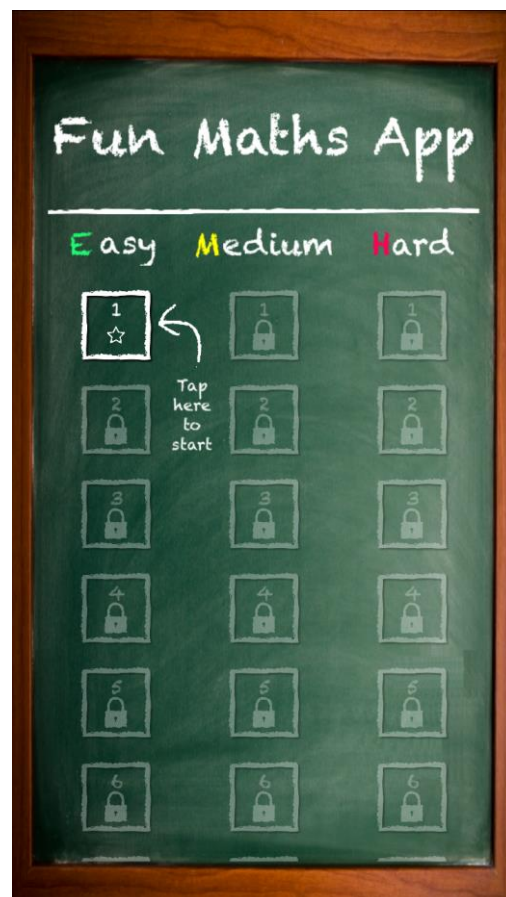 Fun Maths App
Easy Medium Hard
1 1 1
Tap
here
to
start
2 2 2
3 3 3
4 4 4
5 5 5
6 6 6